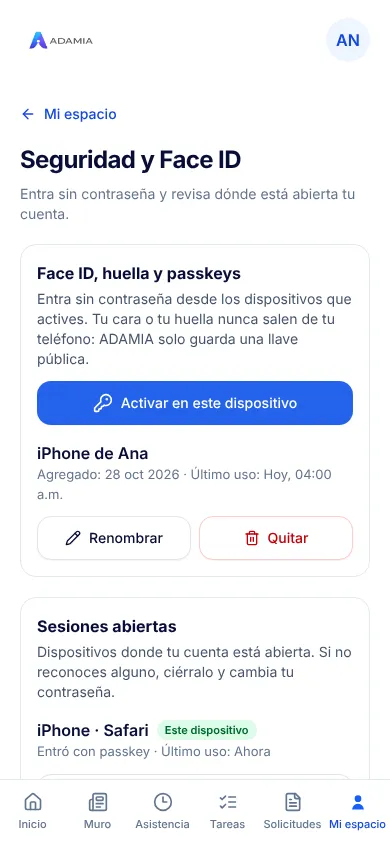 ADAMIA
AN
Mi espacio
Seguridad y Face ID
Entra sin contraseña y revisa dónde está abierta tu
cuenta.
Face ID, huella y passkeys
Entra sin contraseña desde los dispositivos que
actives. Tu cara o tu huella nunca salen de tu
teléfono: ADAMIA solo guarda una llave
pública.
Activar en este dispositivo
iPhone de Ana
Agregado: 28 oct 2026 · Último uso: Hoy, 04:00
a.m.
Renombrar
Quitar
Sesiones abiertas
Dispositivos donde tu cuenta está abierta. Si no
reconoces alguno, ciérralo y cambia tu
contraseña.
iPhone · Safari Este dispositivo
Entró con passkey · Último uso: Ahora
Inicio Muro Asistencia Tareas Solicitudes Mi espacio